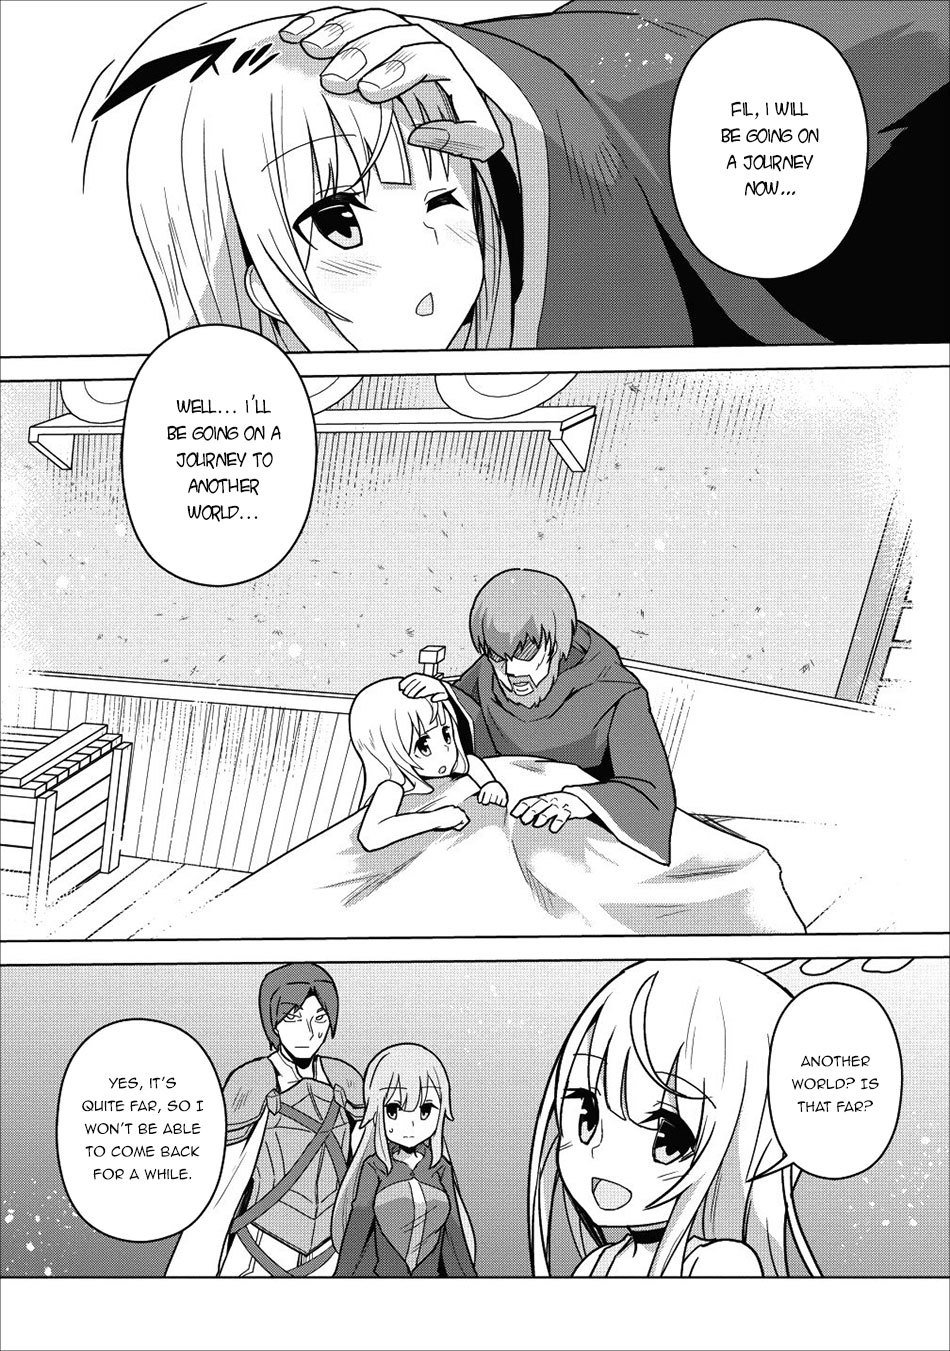 FIL, I WILL
BE GOING ON
A JOURNEY
NOW...
WELL... I'LL
BE GOING ON A
JOURNEY TO
ANOTHER
WORLD...
ANOTHER
WORLD? IS
THAT FAR?
YES, IT'S
QUITE FAR, SO I
WON'T BE ABLE
TO COME BACK
FOR A WHILE.